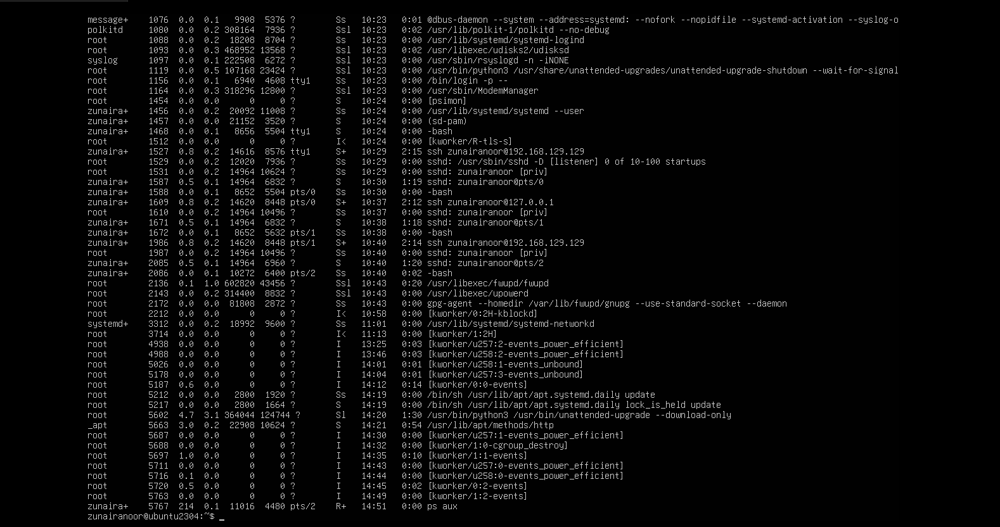 message+    1076  0.0  0.1   9908  5376 ?        Ss   10:23   0:01 @dbus-daemon --system --address=systemd: --nofork --nopidfile --systemd-activation --syslog-o
polkitd     1080  0.0  0.2 308164  7936 ?        Ssl  10:23   0:02 /usr/lib/polkit-1/polkitd --no-debug
root        1088  0.0  0.2  18208  8704 ?        Ss   10:23   0:00 /usr/lib/systemd/systemd-logind
root        1093  0.0  0.3 468952 13568 ?        Ssl  10:23   0:02 /usr/libexec/udisks2/udisksd
syslog      1097  0.0  0.1 222508  6272 ?        Ssl  10:23   0:00 /usr/sbin/rsyslogd -n -iNONE
root        1119  0.0  0.5 107168 23424 ?        Ssl  10:23   0:00 /usr/bin/python3 /usr/share/unattended-upgrades/unattended-upgrade-shutdown --wait-for-signal
root        1156  0.0  0.1   6940  4608 tty1     Ss   10:23   0:00 /bin/login -p --
root        1164  0.0  0.3 318296 12800 ?        Ssl  10:23   0:00 /usr/sbin/ModemManager
root        1454  0.0  0.0      0     0 ?        S    10:24   0:00 [psimon]
zunaira+    1456  0.0  0.2  20092 11008 ?        Ss   10:24   0:00 /usr/lib/systemd/systemd --user
zunaira+    1457  0.0  0.0  21152  3520 ?        S    10:24   0:00 (sd-pam)
zunaira+    1468  0.0  0.1   8656  5504 tty1     S    10:24   0:00 -bash
root        1512  0.0  0.0      0     0 ?        I<   10:24   0:00 [kworker/R-tls-s]
zunaira+    1527  0.8  0.2  14616  8576 tty1     S+   10:29   2:15 ssh zunairanoor@192.168.129.129
root        1529  0.0  0.2  12020  7936 ?        Ss   10:29   0:00 sshd: /usr/sbin/sshd -D [listener] 0 of 10-100 startups
root        1531  0.0  0.2  14964 10624 ?        Ss   10:29   0:00 sshd: zunairanoor [priv]
zunaira+    1587  0.5  0.1  14964  6832 ?        S    10:30   1:19 sshd: zunairanoor@pts/0
zunaira+    1588  0.0  0.1   8652  5504 pts/0    Ss   10:30   0:00 -bash
zunaira+    1609  0.8  0.2  14620  8448 pts/0    S+   10:37   2:12 ssh zunairanoor@127.0.0.1
root        1610  0.0  0.2  14964 10496 ?        Ss   10:37   0:00 sshd: zunairanoor [priv]
zunaira+    1671  0.5  0.1  14964  6832 ?        S    10:38   1:18 sshd: zunairanoor@pts/1
zunaira+    1672  0.0  0.1   8652  5632 pts/1    Ss   10:38   0:00 -bash
zunaira+    1986  0.8  0.2  14620  8448 pts/1    S+   10:40   2:14 ssh zunairanoor@192.168.129.129
root        1987  0.0  0.2  14964 10496 ?        Ss   10:40   0:00 sshd: zunairanoor [priv]
zunaira+    2085  0.5  0.1  14964  6960 ?        S    10:40   1:20 sshd: zunairanoor@pts/2
zunaira+    2086  0.0  0.1  10272  6400 pts/2    Ss   10:40   0:02 -bash
root        2136  0.1  1.0 602820 43456 ?        Ssl  10:43   0:20 /usr/libexec/fwupd/fwupd
root        2143  0.0  0.2 314400  8832 ?        Ssl  10:43   0:00 /usr/libexec/upowerd
root        2172  0.0  0.0  81808  2872 ?        Ss   10:43   0:00 gpg-agent --homedir /var/lib/fwupd/gnupg --use-standard-socket --daemon
root        2212  0.0  0.0      0     0 ?        I<   10:58   0:00 [kworker/0:2H-kblockd]
systemd+    3312  0.0  0.2  18992  9600 ?        Ss   11:01   0:00 /usr/lib/systemd/systemd-networkd
root        3714  0.0  0.0      0     0 ?        I<   11:13   0:00 [kworker/1:2H]
root        4938  0.0  0.0      0     0 ?        I    13:25   0:03 [kworker/u257:2-events_power_efficient]
root        4988  0.0  0.0      0     0 ?        I    13:46   0:03 [kworker/u258:2-events_power_efficient]
root        5026  0.0  0.0      0     0 ?        I    14:01   0:01 [kworker/u258:1-events_unbound]
root        5178  0.0  0.0      0     0 ?        I    14:04   0:01 [kworker/u257:3-events_unbound]
root        5187  0.6  0.0      0     0 ?        I    14:12   0:14 [kworker/0:0-events]
root        5212  0.0  0.0   2800  1920 ?        Ss   14:19   0:00 /bin/sh /usr/lib/apt/apt.systemd.daily update
root        5217  0.0  0.0   2800  1664 ?        S    14:19   0:00 /bin/sh /usr/lib/apt/apt.systemd.daily lock_is_held update
root        5602  4.7  3.1 364044 124744 ?       Sl   14:20   1:30 /usr/bin/python3 /usr/bin/unattended-upgrade --download-only
_apt        5663  3.0  0.2  22908 10624 ?        S    14:21   0:54 /usr/lib/apt/methods/http
root        5687  0.0  0.0      0     0 ?        I    14:30   0:00 [kworker/u257:1-events_power_efficient]
root        5688  0.0  0.0      0     0 ?        I    14:32   0:00 [kworker/1:0-cgroup_destroy]
root        5697  1.0  0.0      0     0 ?        I    14:35   0:10 [kworker/1:1-events]
root        5711  0.0  0.0      0     0 ?        I    14:43   0:00 [kworker/u257:0-events_power_efficient]
root        5716  0.1  0.0      0     0 ?        I    14:44   0:00 [kworker/u258:0-events_power_efficient]
root        5720  0.5  0.0      0     0 ?        I    14:45   0:02 [kworker/0:2-events]
root        5763  0.0  0.0      0     0 ?        I    14:49   0:00 [kworker/1:2-events]
zunaira+    5767  214  0.1  11016  4480 pts/2    R+   14:51   0:00 ps aux
zunairanoor@ubuntu2304:~$ _